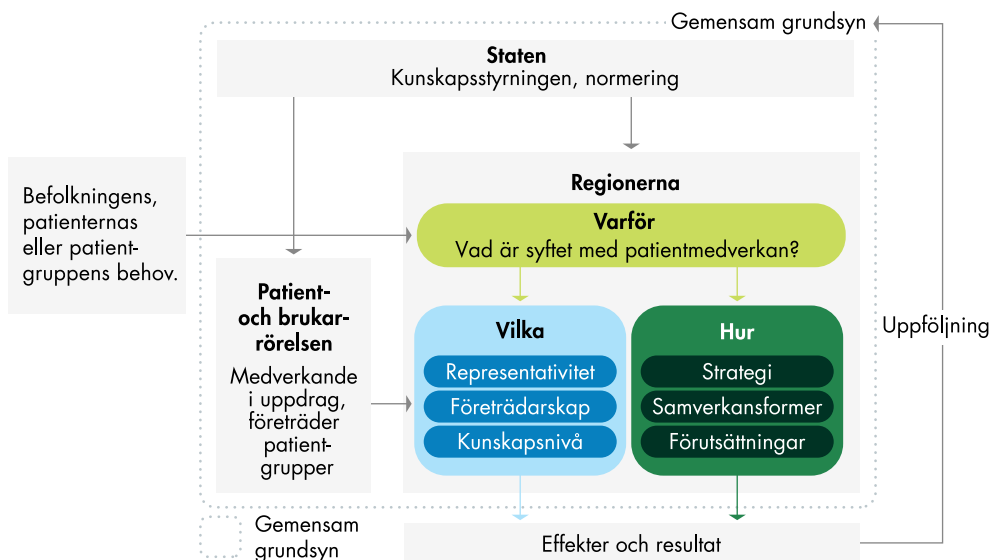 Gemensam grundsyn
Staten
Kunskapsstyrningen, normering
Befolkningens,
patienternas
eller patient-
gruppens behov.
Regionerna
Varför
Vad är syftet med patientmedverkan?
Patient-
och brukar-
rörelsen
Medverkande
i uppdrag,
företräder
patient-
grupper
Vilka
Representativitet
Företrädarskap
Kunskapsnivå
Hur
Strategi
Samverkansformer
Förutsättningar
Uppföljning
Gemensam
grundsyn
Effekter och resultat